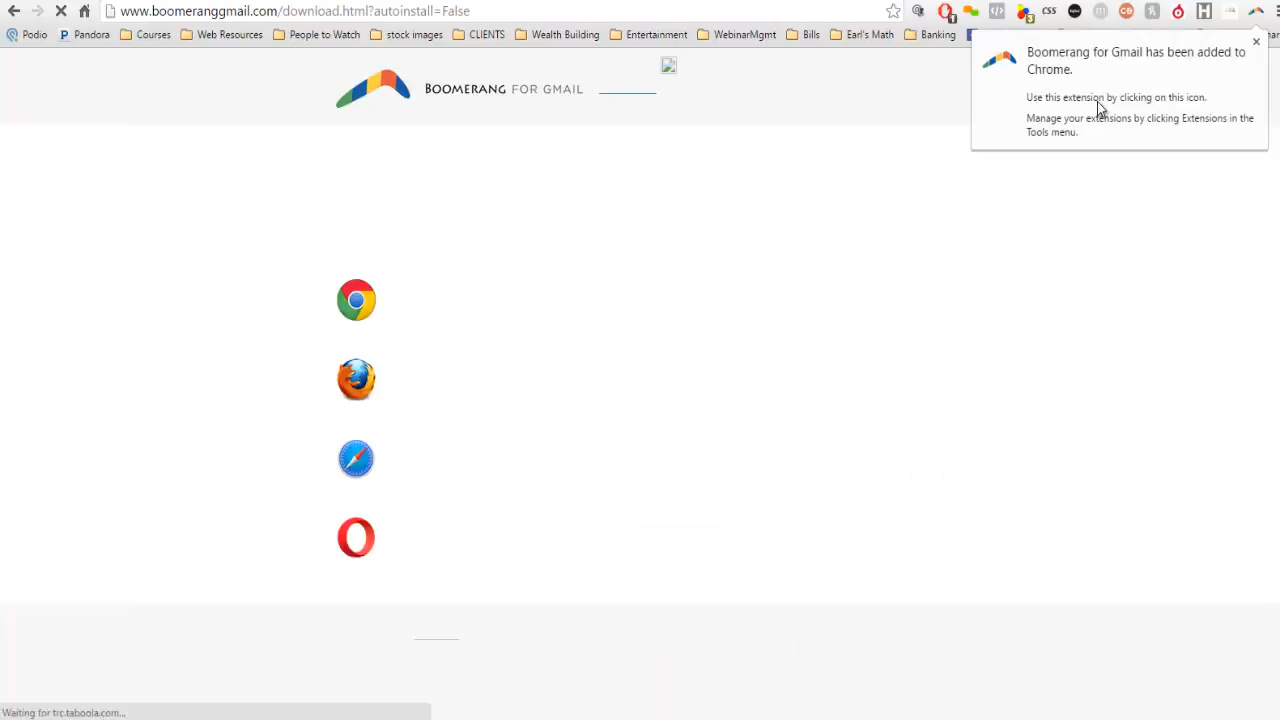 www.boomeranggmail.com/download.html?autoinstall=False
Podio Pandora Courses Web Resources People to Watch stock images CLIENTS Wealth Building Entertainment WebinarMgmt Bills Earl's Math Banking
Boomerang for Gmail has been added to
Chrome.
Use this extension by clicking on this icon.
Manage your extensions by clicking Extensions in the
Tools menu.
BOOMERANG FOR GMAIL
Waiting for trc.taboola.com...